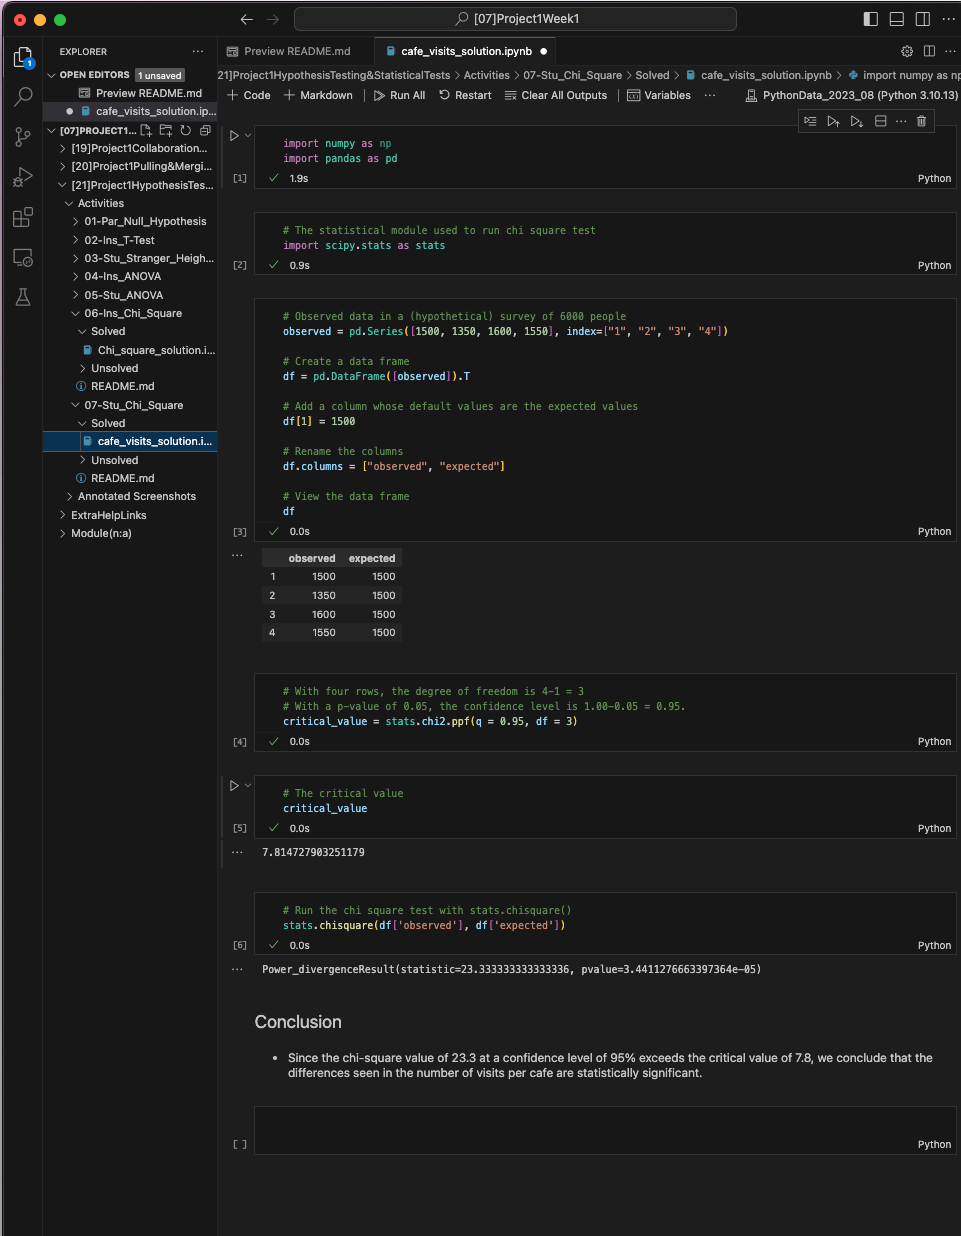 [07]Project1Week1
EXPLORER
Preview README.md
cafe_visits_solution.ipynb
OPEN EDITORS 1 unsaved
Preview README.md
cafe_visits_solution.ip...
21]Project1HypothesisTesting&StatisticalTests > Activities > 07-Stu_Chi_Square > Solved > cafe_visits_solution.ipynb > import numpy as np
+ Code + Markdown Run All Restart Clear All Outputs Variables ... PythonData_2023_08 (Python 3.10.13)
[07]PROJECT1...
[19]Project1Collaboration...
[20]Project1Pulling&Mergi...
[21]Project1HypothesisTes...
Activities
01-Par_Null_Hypothesis
02-Ins_T-Test
03-Stu_Stranger_Heigh...
04-Ins_ANOVA
05-Stu_ANOVA
06-Ins_Chi_Square
Solved
Chi_square_solution.i...
Unsolved
README.md
07-Stu_Chi_Square
Solved
cafe_visits_solution.i...
Unsolved
README.md
Annotated Screenshots
ExtraHelpLinks
Module(n:a)
1
import numpy as np
import pandas as pd
[1] 1.9s Python
# The statistical module used to run chi square test
import scipy.stats as stats
[2] 0.9s Python
# Observed data in a (hypothetical) survey of 6000 people
observed = pd.Series([1500, 1350, 1600, 1550], index=["1", "2", "3", "4"])
# Create a data frame
df = pd.DataFrame([observed]).T
# Add a column whose default values are the expected values
df[1] = 1500
# Rename the columns
df.columns = ["observed", "expected"]
# View the data frame
df
[3] 0.0s Python
observed expected
1 1500 1500
2 1350 1500
3 1600 1500
4 1550 1500
# With four rows, the degree of freedom is 4-1 = 3
# With a p-value of 0.05, the confidence level is 1.00-0.05 = 0.95.
critical_value = stats.chi2.ppf(q = 0.95, df = 3)
[4] 0.0s Python
# The critical value
critical_value
[5] 0.0s Python
7.814727903251179
# Run the chi square test with stats.chisquare()
stats.chisquare(df['observed'], df['expected'])
[6] 0.0s Python
Power_divergenceResult(statistic=23.333333333333336, pvalue=3.4411276663397364e-05)
Conclusion
• Since the chi-square value of 23.3 at a confidence level of 95% exceeds the critical value of 7.8, we conclude that the
differences seen in the number of visits per cafe are statistically significant.
[ ] Python